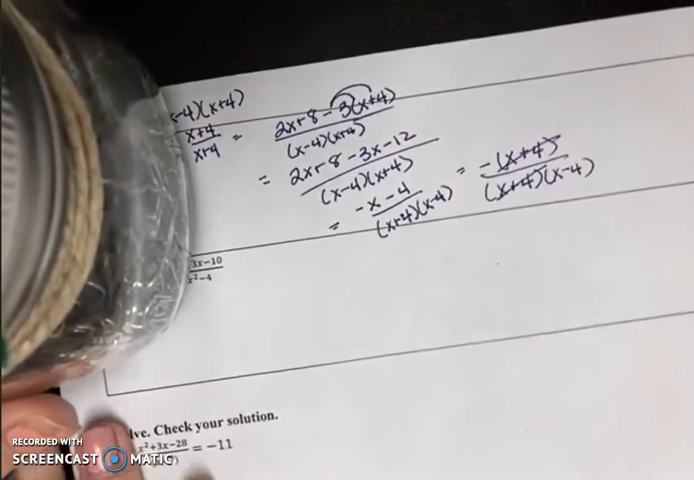 x-4)(x+4)
x+4/x+4 = 2x+8-3(x+4)/(x-4)(x+4)
= 2x+8-3x-12/(x-4)(x+4)
= -x-4/(x+4)(x-4) = -(x+4)/(x+4)(x-4)
3x-10/x²-4
lve. Check your solution.
x²+3x-28 = -11
RECORDED WITH
SCREENCAST MATIC